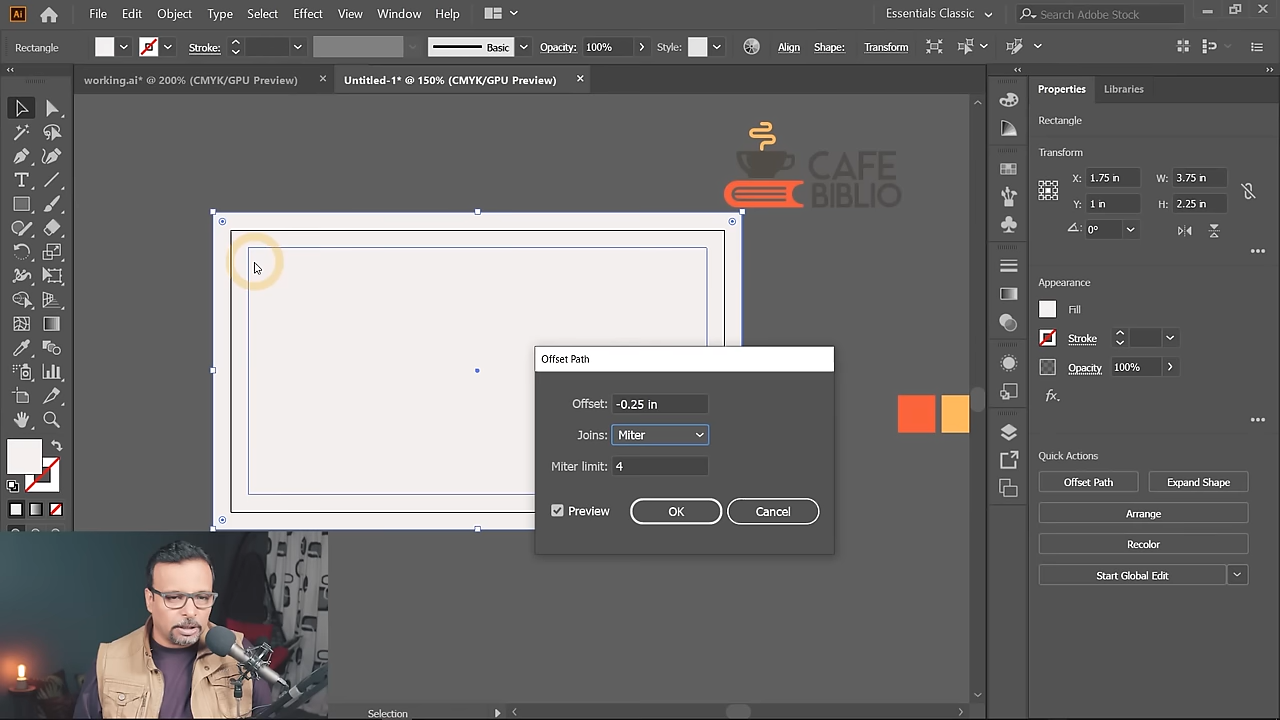 Ai File Edit Object Type Select Effect View Window Help Essentials Classic Search Adobe Stock
Rectangle Stroke: Basic Opacity: 100% Style: Align Shape: Transform
working.ai* @ 200% (CMYK/GPU Preview) Untitled-1* @ 150% (CMYK/GPU Preview)
Properties Libraries
Rectangle
Transform
X: 1.75 in W: 3.75 in
Y: 1 in H: 2.25 in
0°
CAFE
BIBLIO
Appearance
Fill
Stroke
Opacity 100%
fx.
Offset Path
Offset: -0.25 in
Joins: Miter
Miter limit: 4
Preview OK Cancel
Quick Actions
Offset Path Expand Shape
Arrange
Recolor
Start Global Edit
Selection